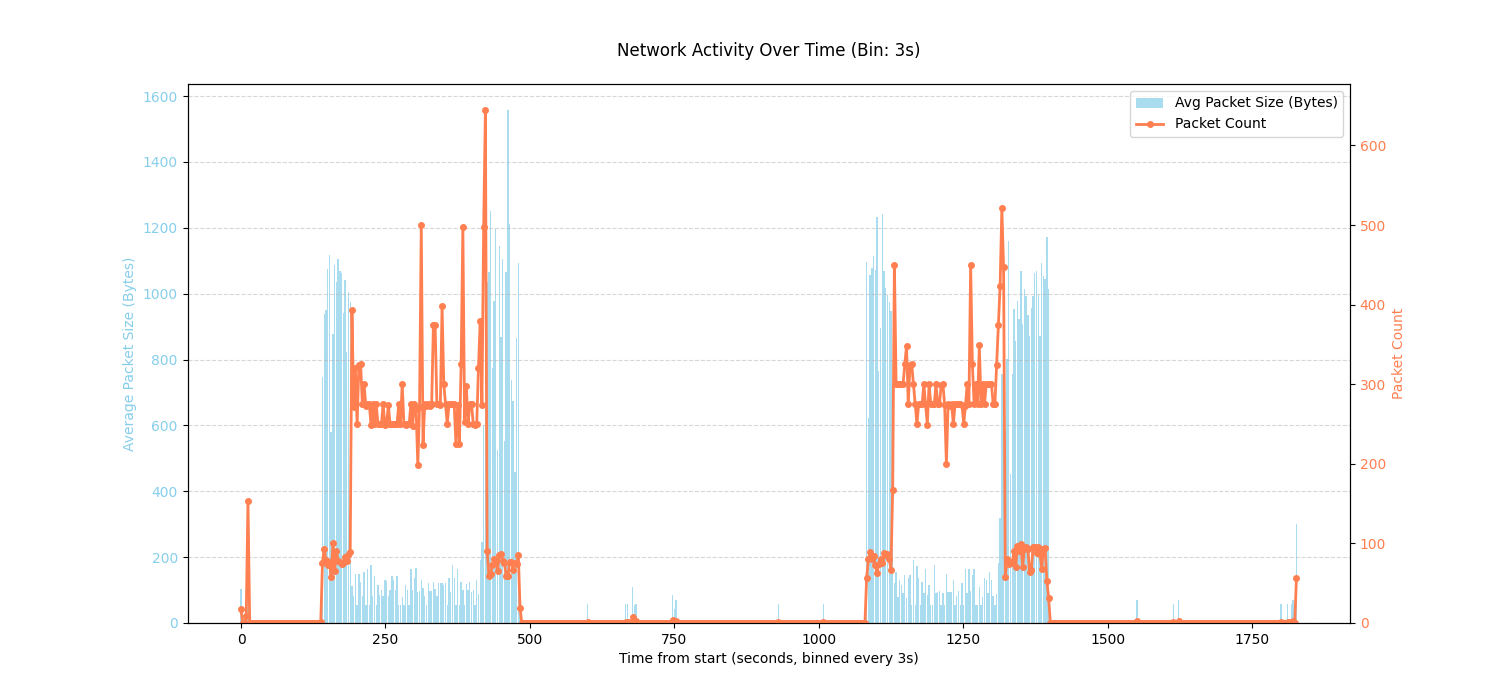 Network Activity Over Time (Bin: 3s)
Avg Packet Size (Bytes)
Packet Count
1600
1400
1200
1000
800
600
400
200
0
Average Packet Size (Bytes)
600
500
400
300
200
100
0
Packet Count
0 250 500 750 1000 1250 1500 1750
Time from start (seconds, binned every 3s)